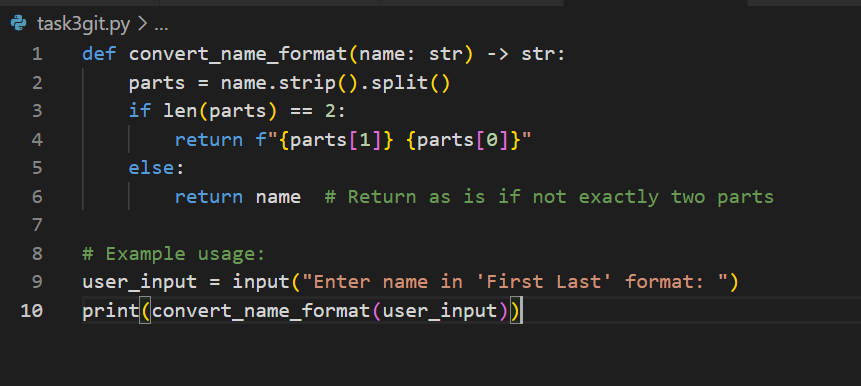 task3git.py > ...
1 def convert_name_format(name: str) -> str:
2     parts = name.strip().split()
3     if len(parts) == 2:
4         return f"{parts[1]} {parts[0]}"
5     else:
6         return name  # Return as is if not exactly two parts
7
8 # Example usage:
9 user_input = input("Enter name in 'First Last' format: ")
10 print(convert_name_format(user_input))